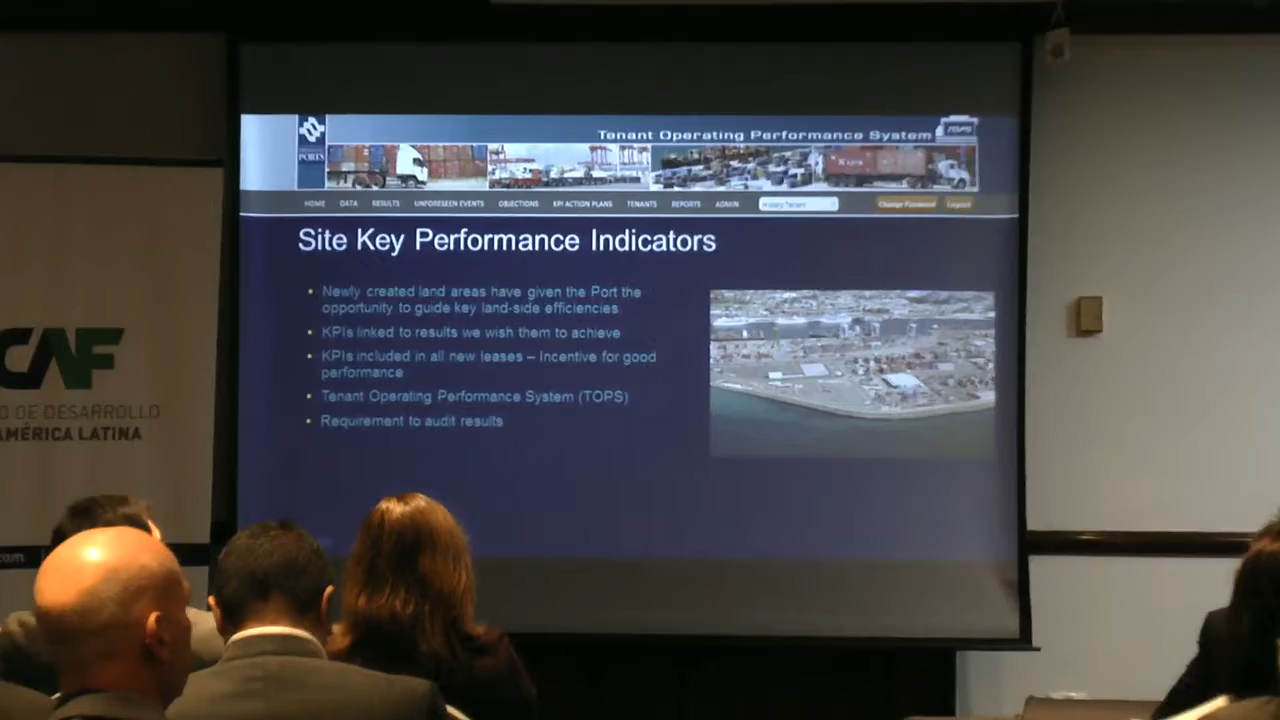 Tenant Operating Performance System
TOPS
PORTS
HOME DATA RESULTS UNFORESEEN EVENTS OBJECTIONS KPI ACTION PLANS TENANTS REPORTS ADMIN
Change Password Logout
Site Key Performance Indicators
• Newly created land areas have given the Port the
opportunity to guide key land-side efficiencies.
• KPIs linked to results we wish them to achieve
• KPIs included in all new leases – Incentive for good
performance
• Tenant Operating Performance System (TOPS)
• Requirement to audit results
CAF
O DE DESARROLLO
AMÉRICA LATINA
.com